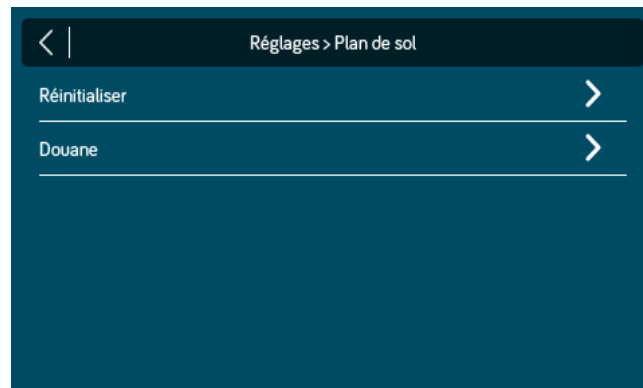 Réglages > Plan de sol
Réinitialiser
Douane